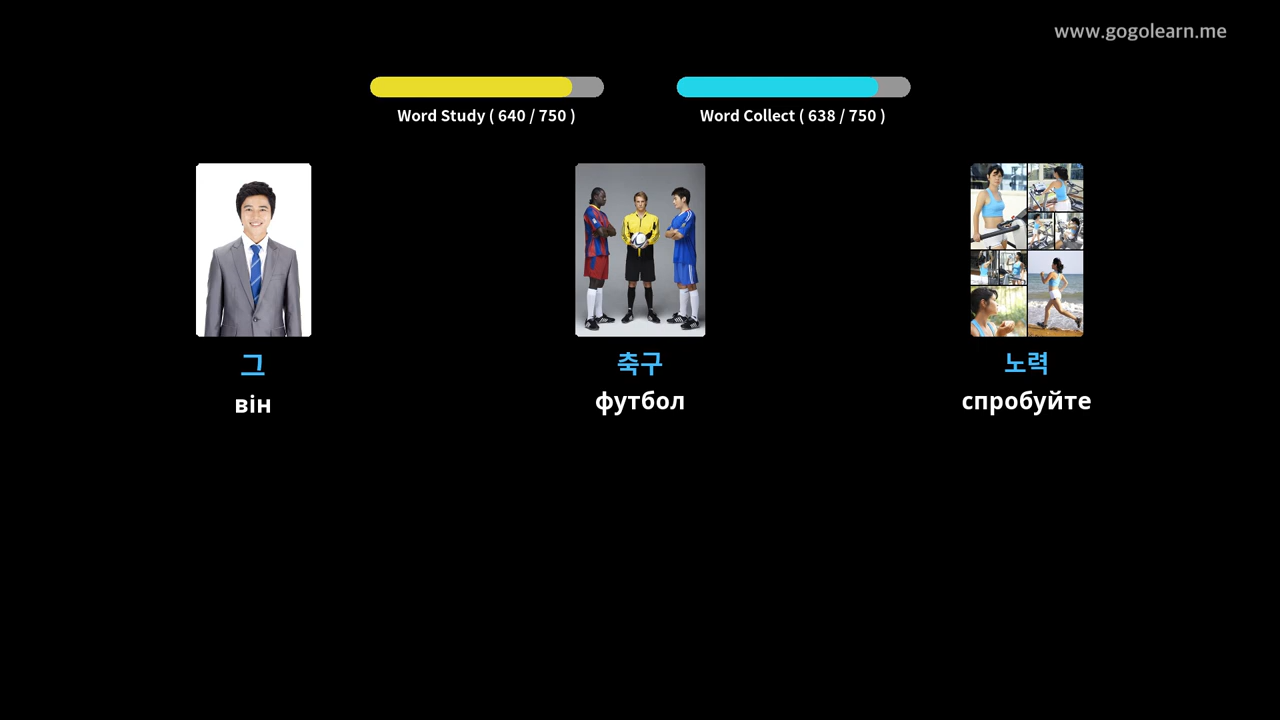 www.gogolearn.me
Word Study ( 640 / 750 )
Word Collect ( 638 / 750 )
그
축구
노력
він
футбол
спробуйте